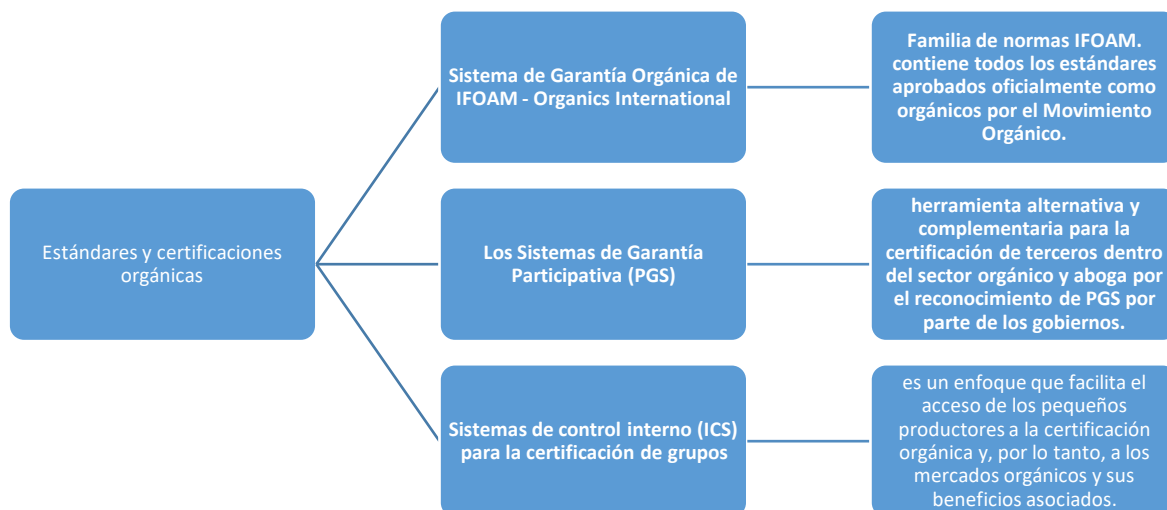 Estándares y certificaciones
orgánicas
Sistema de Garantía Orgánica de
IFOAM - Organics International
Familia de normas IFOAM.
contiene todos los estándares
aprobados oficialmente como
orgánicos por el Movimiento
Orgánico.
Los Sistemas de Garantía
Participativa (PGS)
herramienta alternativa y
complementaria para la
certificación de terceros dentro
del sector orgánico y aboga por
el reconocimiento de PGS por
parte de los gobiernos.
Sistemas de control interno (ICS)
para la certificación de grupos
es un enfoque que facilita el
acceso de los pequeños
productores a la certificación
orgánica y, por lo tanto, a los
mercados orgánicos y sus
beneficios asociados.